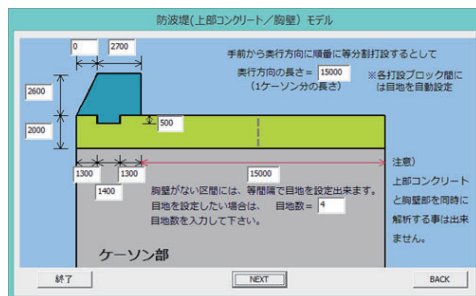 防波堤(上部コンクリート／胸壁) モデル
0
2700
手前から奥行方向に順番に等分割打設するとして
奥行方向の長さ＝ 15000
(1ケーソン分の長さ)
※各打設ブロック間に
は目地を自動設定
2600
2000
500
1300
1300
1400
15000
胸壁がない区間には、等間隔で目地を設定出来ます。
目地を設定したい場合は、 目地数＝ 4
目地数を入力して下さい。
注意)
上部コンクリート
と胸壁部を同時に
解析する事は出来
ません。
ケーソン部
終了
NEXT
BACK